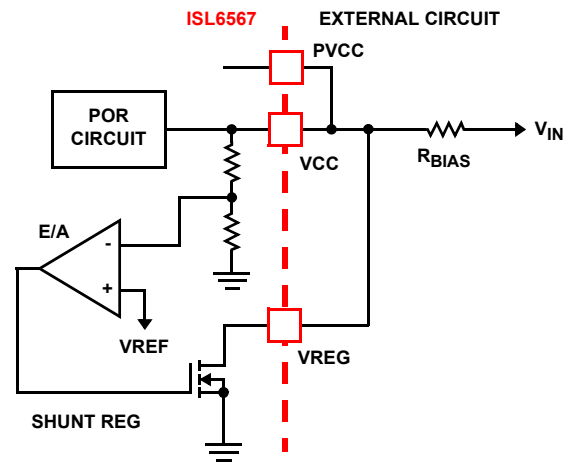 ISL6567
EXTERNAL CIRCUIT
PVCC
POR
CIRCUIT
VCC
RBIAS
VIN
E/A
-
+
VREF
VREG
SHUNT REG